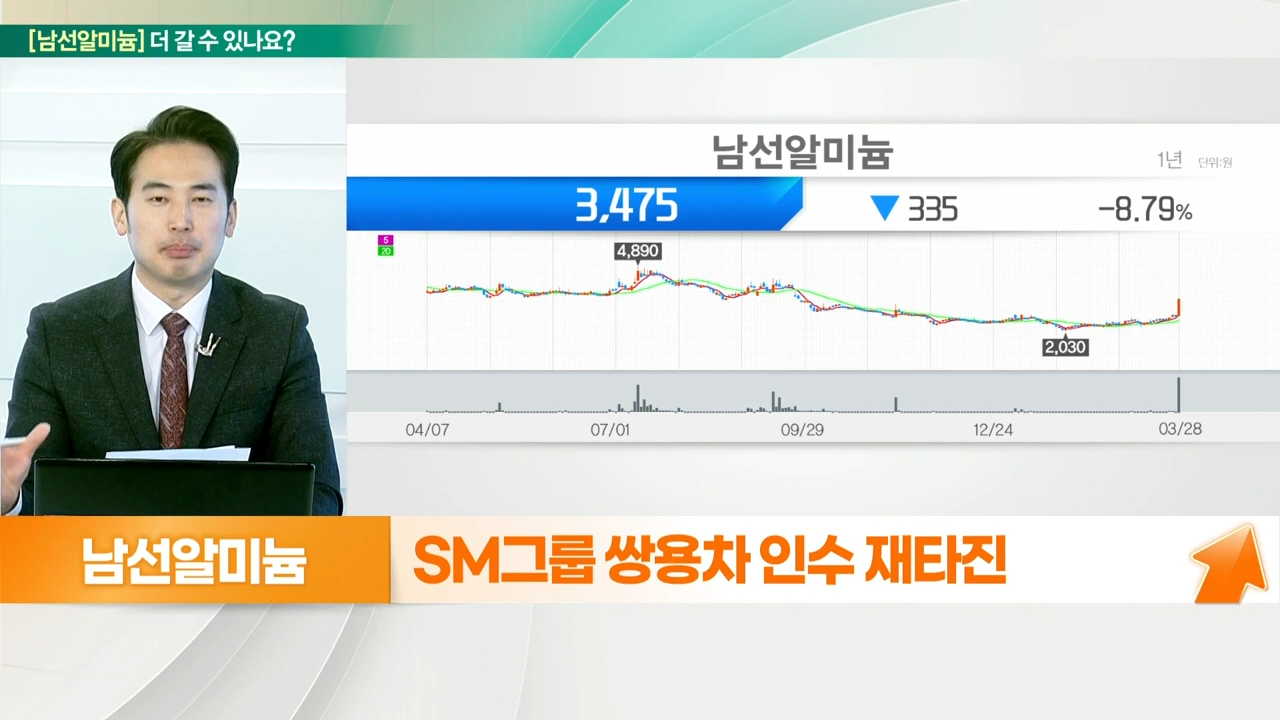 [남선알미늄] 더 갈 수 있나요?
남선알미늄
1년 단위:원
3,475 ▼ 335 -8.79%
5
20
4,890
2,030
04/07 07/01 09/29 12/24 03/28
남선알미늄 SM그룹 쌍용차 인수 재타진